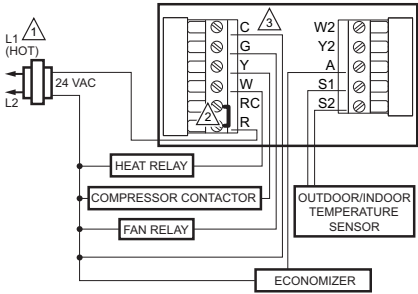 1
L1
(HOT)
24 VAC
L2
3
C
G
Y
W
RC
R
2
W2
Y2
A
S1
S2
HEAT RELAY
COMPRESSOR CONTACTOR
FAN RELAY
OUTDOOR/INDOOR
TEMPERATURE
SENSOR
ECONOMIZER